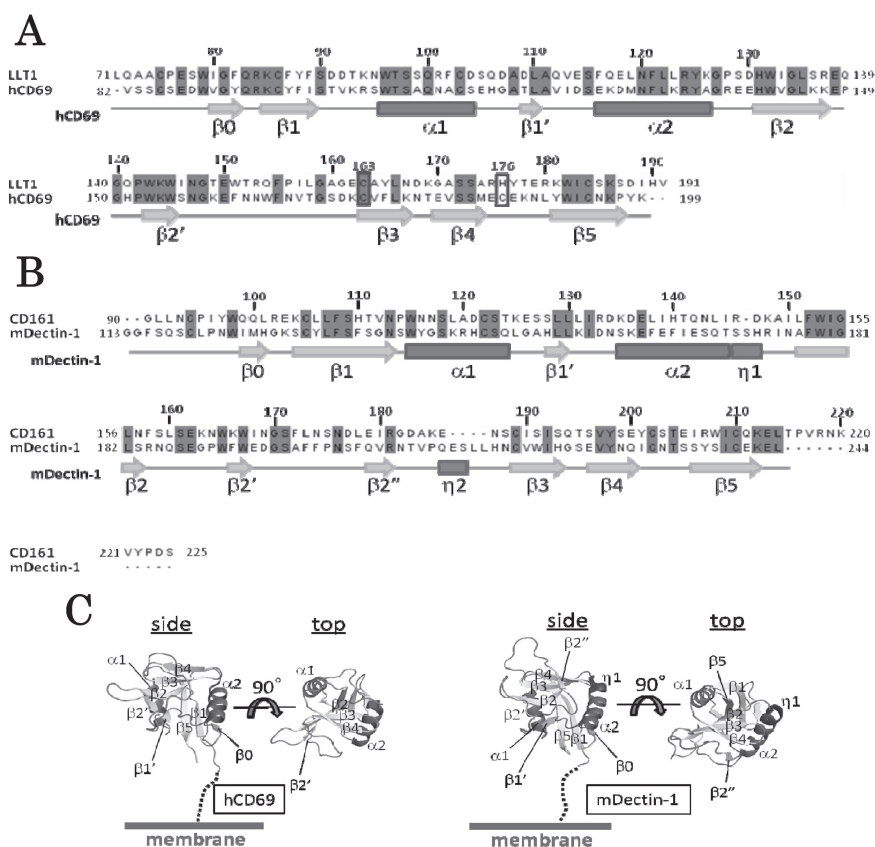 A
80 90 100 110 120 130
LLT1 71 LQAACPESWIGFQRKCFYFSDDTKNWTSSQRFCDSQDADLAQVESFQELNFLLRYKGPSDHWIGLSREQ 139
hCD69 82 -VSSCSEDWVGYQRKCYFISTVKRSWTSAQNACSEHGATLAVIDSEKDMNFLKRYAGREEHWVGLKKEP 149
hCD69
β0 β1 α1 β1' α2 β2
140 150 160 163 170 176 180 190
LLT1 140 GQPWKWINGTEWTRQFPILGAGECAYLNDKGASSARHYTERKWICSKSDIHV 191
hCD69 150 GHPWKWSNGKEFNNWFNVTGSDKCVFLKNTEVSSMECEKNLYWICNKPYK-- 199
hCD69
β2' β3 β4 β5
B
100 110 120 130 140 150
CD161 90 --GLLNCPIYWQQLREKCLLFSHTVNPWNNSLADCSTKESSLLLIRDKDELIHTQNLIR-DKAILFWIG 155
mDectin-1 113 GGFSQSCLPNWIMHGKSCYLFSFSGNSWYGSKRHCSQLGAHLLKIDNSKEFEFIESQTSSHRINAFWIG 181
mDectin-1
β0 β1 α1 β1' α2 η1
160 170 180 190 200 210 220
CD161 156 LNFSLSEKNWKWINGSFLNSNDLEIRGDAKE----NSCISISQTSVYSEYCSTEIRWICQKELTPVRNK 220
mDectin-1 182 LSRNQSEGPWFWEDGSAFFPNSFQVRNTVPQESLLHNCVWIHGSEVYNQICNTSSYSICEKEL------ 244
mDectin-1
β2 β2' β2" η2 β3 β4 β5
CD161 221 VYPDS 225
mDectin-1 -----
C
side top side top
α1 β4 β3 β2 α2 β2' β1 β5 β0 β1'
90°
α1 β2 β3 β4 α2 β2'
hCD69
membrane
β2" β4 β3 η1 β2 β2' α2 β5 β1 α1 β0 β1'
90°
β5 α1 β1' η1 β2 β3 β4 α2 β2"
mDectin-1
membrane